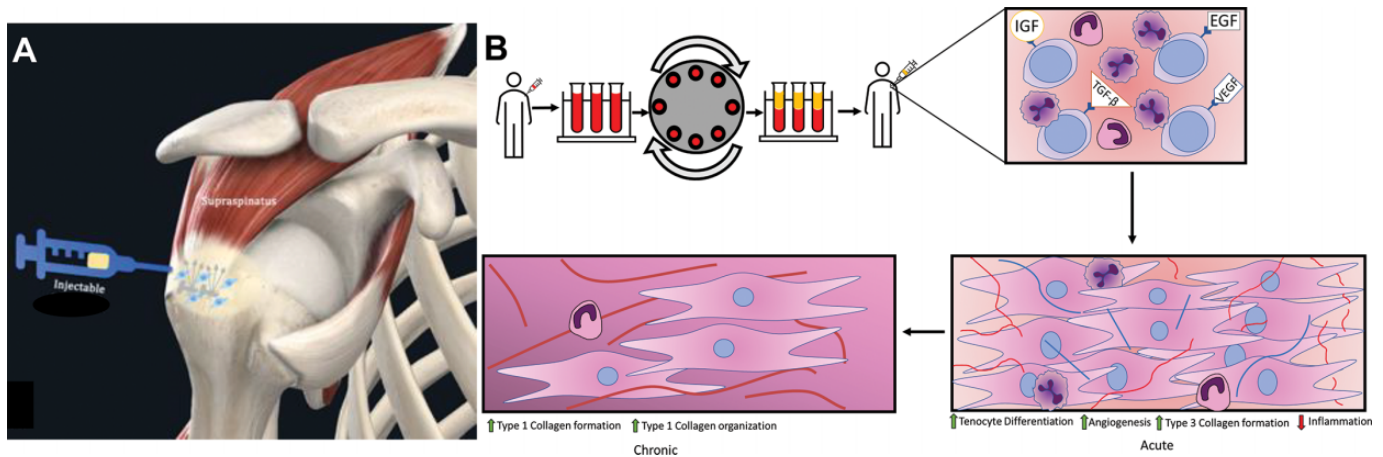 A
Supraspinatus
Injectable
B
IGF
EGF
TGF-β
VEGF
Type 1 Collagen formation Type 1 Collagen organization
Chronic
Tenocyte Differentiation Angiogenesis Type 3 Collagen formation Inflammation
Acute